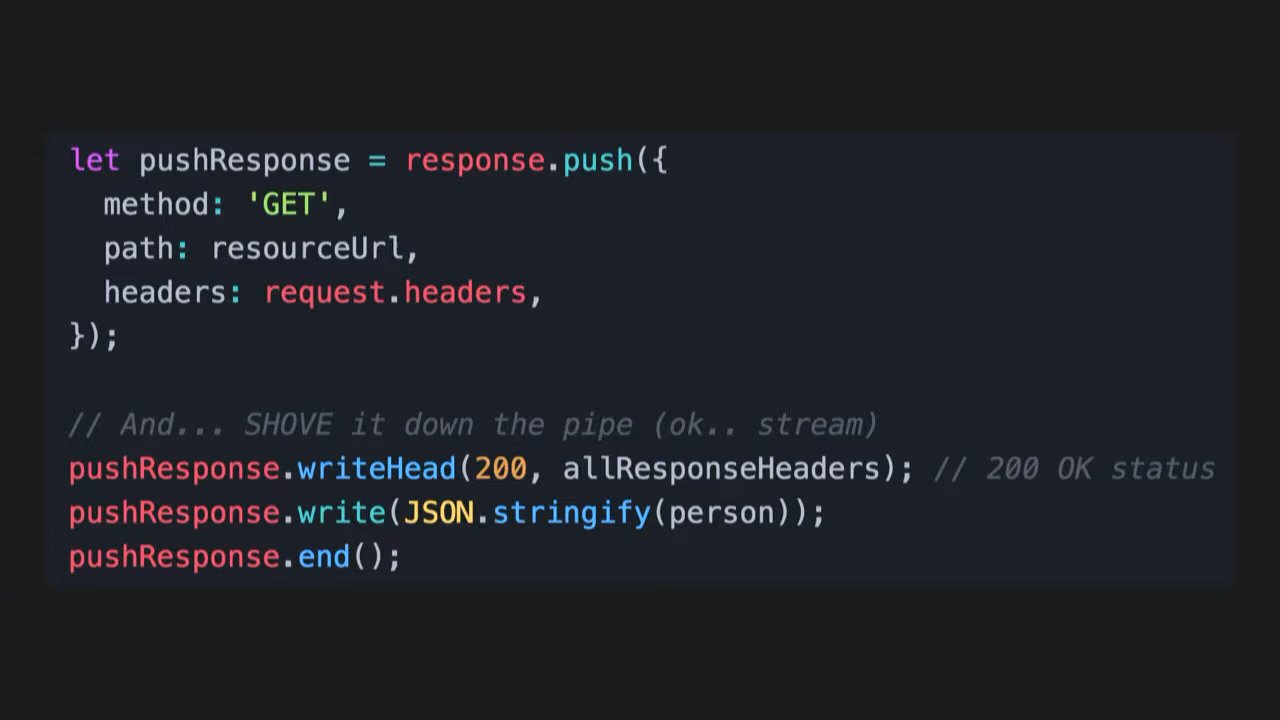 let pushResponse = response.push({
  method: 'GET',
  path: resourceUrl,
  headers: request.headers,
});

// And... SHOVE it down the pipe (ok.. stream)
pushResponse.writeHead(200, allResponseHeaders); // 200 OK status
pushResponse.write(JSON.stringify(person));
pushResponse.end();